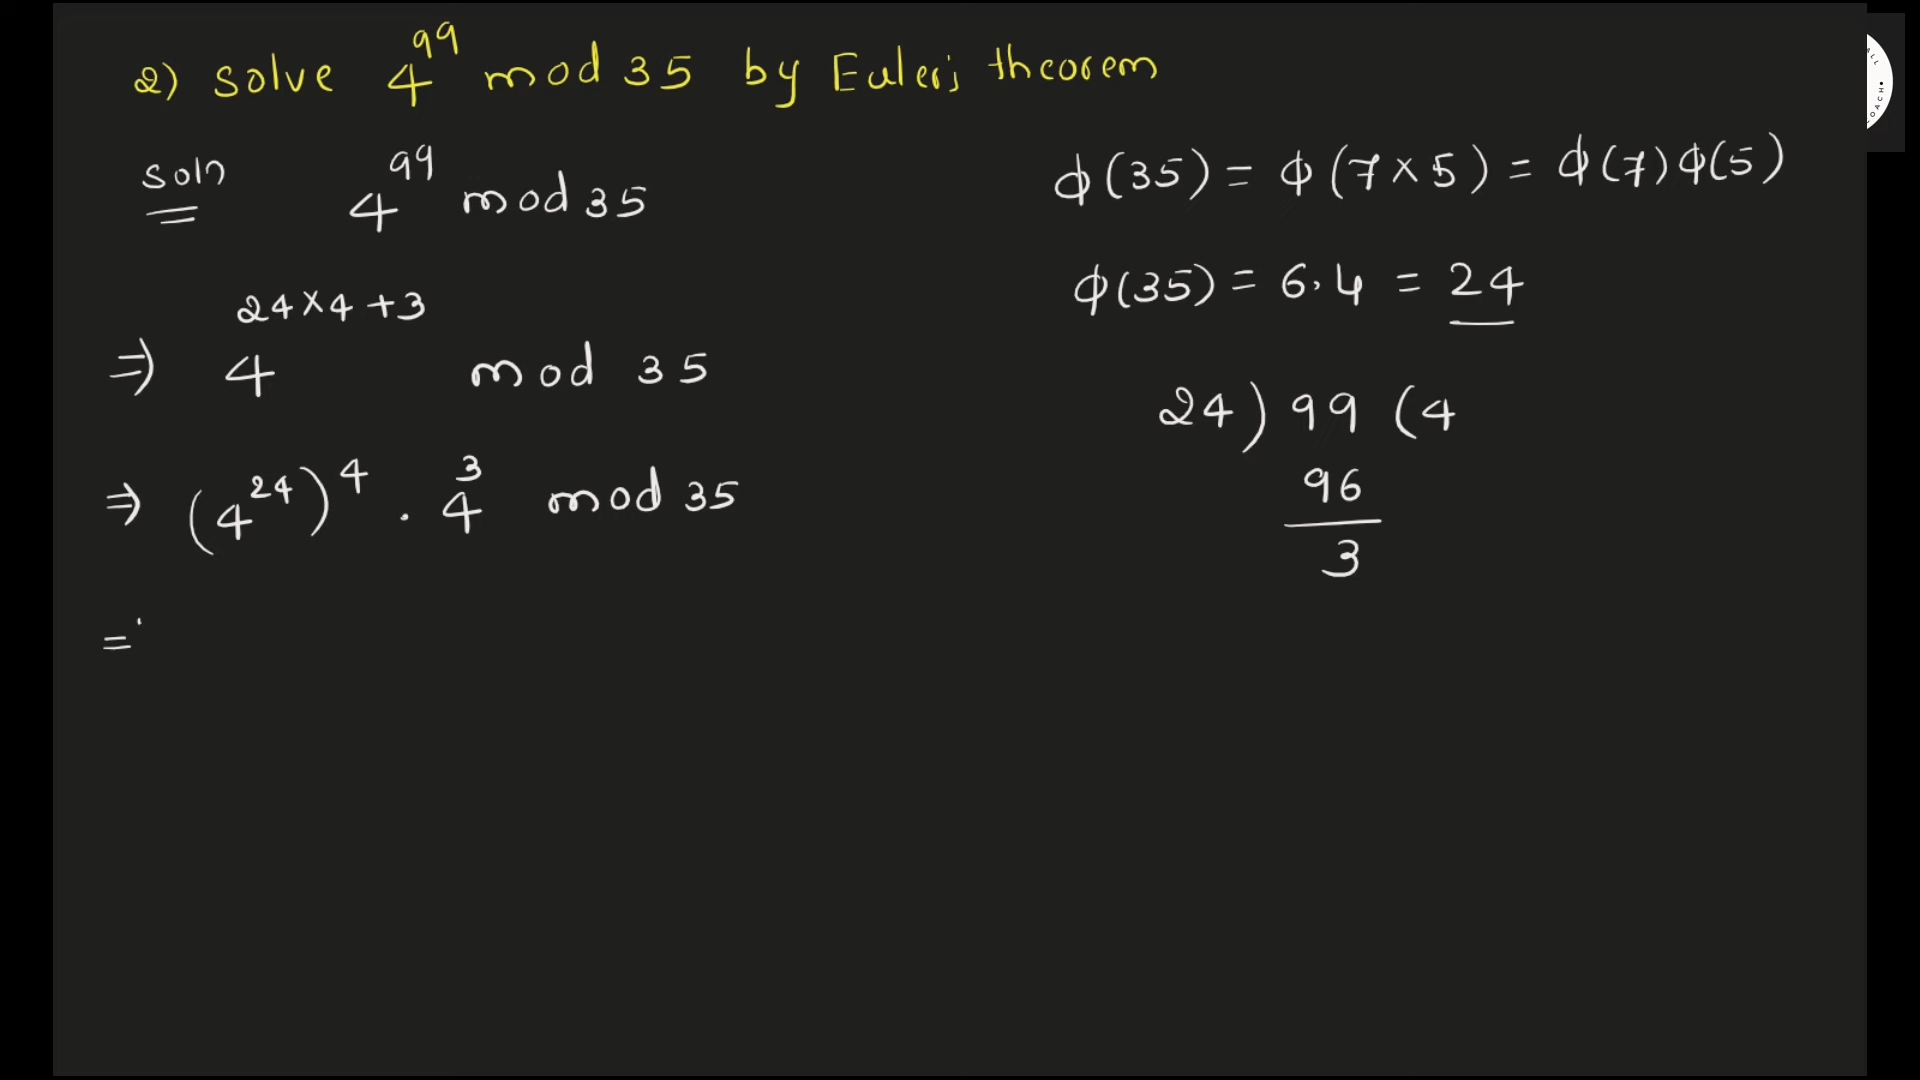 2) solve 4^99 mod 35 by Euler's theorem
soln 4^99 mod 35
⇒ 4^24×4+3 mod 35
⇒ (4^24)^4 . 4^3 mod 35
=
ϕ(35) = ϕ(7×5) = ϕ(7)ϕ(5)
ϕ(35) = 6.4 = 24
24) 99 (4
96
3